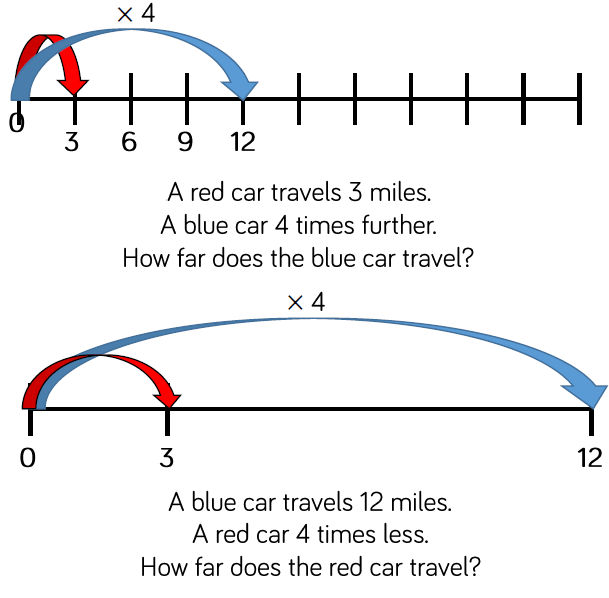 × 4
0 3 6 9 12
A red car travels 3 miles.
A blue car 4 times further.
How far does the blue car travel?
× 4
0 3 12
A blue car travels 12 miles.
A red car 4 times less.
How far does the red car travel?